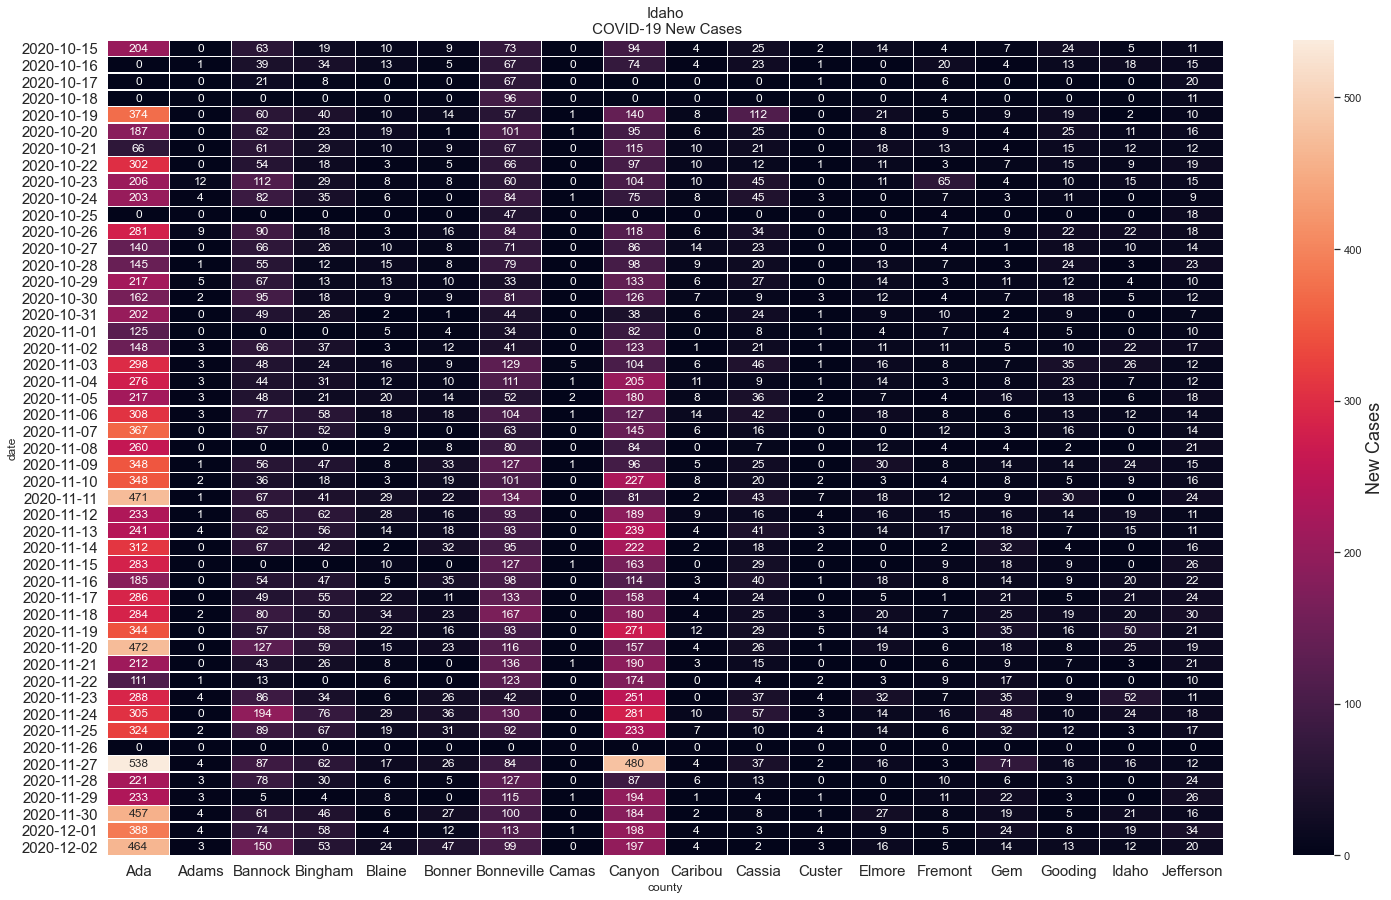 Idaho
COVID-19 New Cases
2020-10-15 204 0 63 19 10 9 73 0 94 4 25 2 14 4 7 24 5 11
2020-10-16 0 1 39 34 13 5 67 0 74 4 23 1 0 20 4 13 18 15
2020-10-17 0 0 21 8 0 0 67 0 0 0 0 1 0 6 0 0 0 20
2020-10-18 0 0 0 0 0 0 96 0 0 0 0 0 0 4 0 0 0 11
2020-10-19 374 0 60 40 10 14 57 1 140 8 112 0 21 5 9 19 2 10
2020-10-20 187 0 62 23 19 1 101 1 95 6 25 0 8 9 4 25 11 16
2020-10-21 66 0 61 29 10 9 67 0 115 10 21 0 18 13 4 15 12 12
2020-10-22 302 0 54 18 3 5 66 0 97 10 12 1 11 3 7 15 9 19
2020-10-23 206 12 112 29 8 8 60 0 104 10 45 0 11 65 4 10 15 15
2020-10-24 203 4 82 35 6 0 84 1 75 8 45 3 0 7 3 11 0 9
2020-10-25 0 0 0 0 0 0 47 0 0 0 0 0 0 4 0 0 0 18
2020-10-26 281 9 90 18 3 16 84 0 118 6 34 0 13 7 9 22 22 18
2020-10-27 140 0 66 26 10 8 71 0 86 14 23 0 0 4 1 18 10 14
2020-10-28 145 1 55 12 15 8 79 0 98 9 20 0 13 7 3 24 3 23
2020-10-29 217 5 67 13 13 10 33 0 133 6 27 0 14 3 11 12 4 10
2020-10-30 162 2 95 18 9 9 81 0 126 7 9 3 12 4 7 18 5 12
2020-10-31 202 0 49 26 2 1 44 0 38 6 24 1 9 10 2 9 0 7
2020-11-01 125 0 0 0 5 4 34 0 82 0 8 1 4 7 4 5 0 10
2020-11-02 148 3 66 37 3 12 41 0 123 1 21 1 11 11 5 10 22 17
2020-11-03 298 3 48 24 16 9 129 5 104 6 46 1 16 8 7 35 26 12
2020-11-04 276 3 44 31 12 10 111 1 205 11 9 1 14 3 8 23 7 12
2020-11-05 217 3 48 21 20 14 52 2 180 8 36 2 7 4 16 13 6 18
2020-11-06 308 3 77 58 18 18 104 1 127 14 42 0 18 8 6 13 12 14
2020-11-07 367 0 57 52 9 0 63 0 145 6 16 0 0 12 3 16 0 14
2020-11-08 260 0 0 0 2 8 80 0 84 0 7 0 12 4 4 2 0 21
2020-11-09 348 1 56 47 8 33 127 1 96 5 25 0 30 8 14 14 24 15
2020-11-10 348 2 36 18 3 19 101 0 227 8 20 2 3 4 8 5 9 16
2020-11-11 471 1 67 41 29 22 134 0 81 2 43 7 18 12 9 30 0 24
2020-11-12 233 1 65 62 28 16 93 0 189 9 16 4 16 15 16 14 19 11
2020-11-13 241 4 62 56 14 18 93 0 239 4 41 3 14 17 18 7 15 11
2020-11-14 312 0 67 42 2 32 95 0 222 2 18 2 0 2 32 4 0 16
2020-11-15 283 0 0 0 10 0 127 1 163 0 29 0 0 9 18 9 0 26
2020-11-16 185 0 54 47 5 35 98 0 114 3 40 1 18 8 14 9 20 22
2020-11-17 286 0 49 55 22 11 133 0 158 4 24 0 5 1 21 5 21 24
2020-11-18 284 2 80 50 34 23 167 0 180 4 25 3 20 7 25 19 20 30
2020-11-19 344 0 57 58 22 16 93 0 271 12 29 5 14 3 35 16 50 21
2020-11-20 472 0 127 59 15 23 116 0 157 4 26 1 19 6 18 8 25 19
2020-11-21 212 0 43 26 8 0 136 1 190 3 15 0 0 6 9 7 3 21
2020-11-22 111 1 13 0 6 0 123 0 174 0 4 2 3 9 17 0 0 10
2020-11-23 288 4 86 34 6 26 42 0 251 0 37 4 32 7 35 9 52 11
2020-11-24 305 0 194 76 29 36 130 0 281 10 57 3 14 16 48 10 24 18
2020-11-25 324 2 89 67 19 31 92 0 233 7 10 4 14 6 32 12 3 17
2020-11-26 0 0 0 0 0 0 0 0 0 0 0 0 0 0 0 0 0 0
2020-11-27 538 4 87 62 17 26 84 0 480 4 37 2 16 3 71 16 16 12
2020-11-28 221 3 78 30 6 5 127 0 87 6 13 0 0 10 6 3 0 24
2020-11-29 233 3 5 4 8 0 115 1 194 1 4 1 0 11 22 3 0 26
2020-11-30 457 4 61 46 6 27 100 0 184 2 8 1 27 8 19 5 21 16
2020-12-01 388 4 74 58 4 12 113 1 198 4 3 4 9 5 24 8 19 34
2020-12-02 464 3 150 53 24 47 99 0 197 4 2 3 16 5 14 13 12 20
Ada Adams Bannock Bingham Blaine Bonner Bonneville Camas Canyon Caribou Cassia Custer Elmore Fremont Gem Gooding Idaho Jefferson
county
date
500
400
300
200
100
0
New Cases